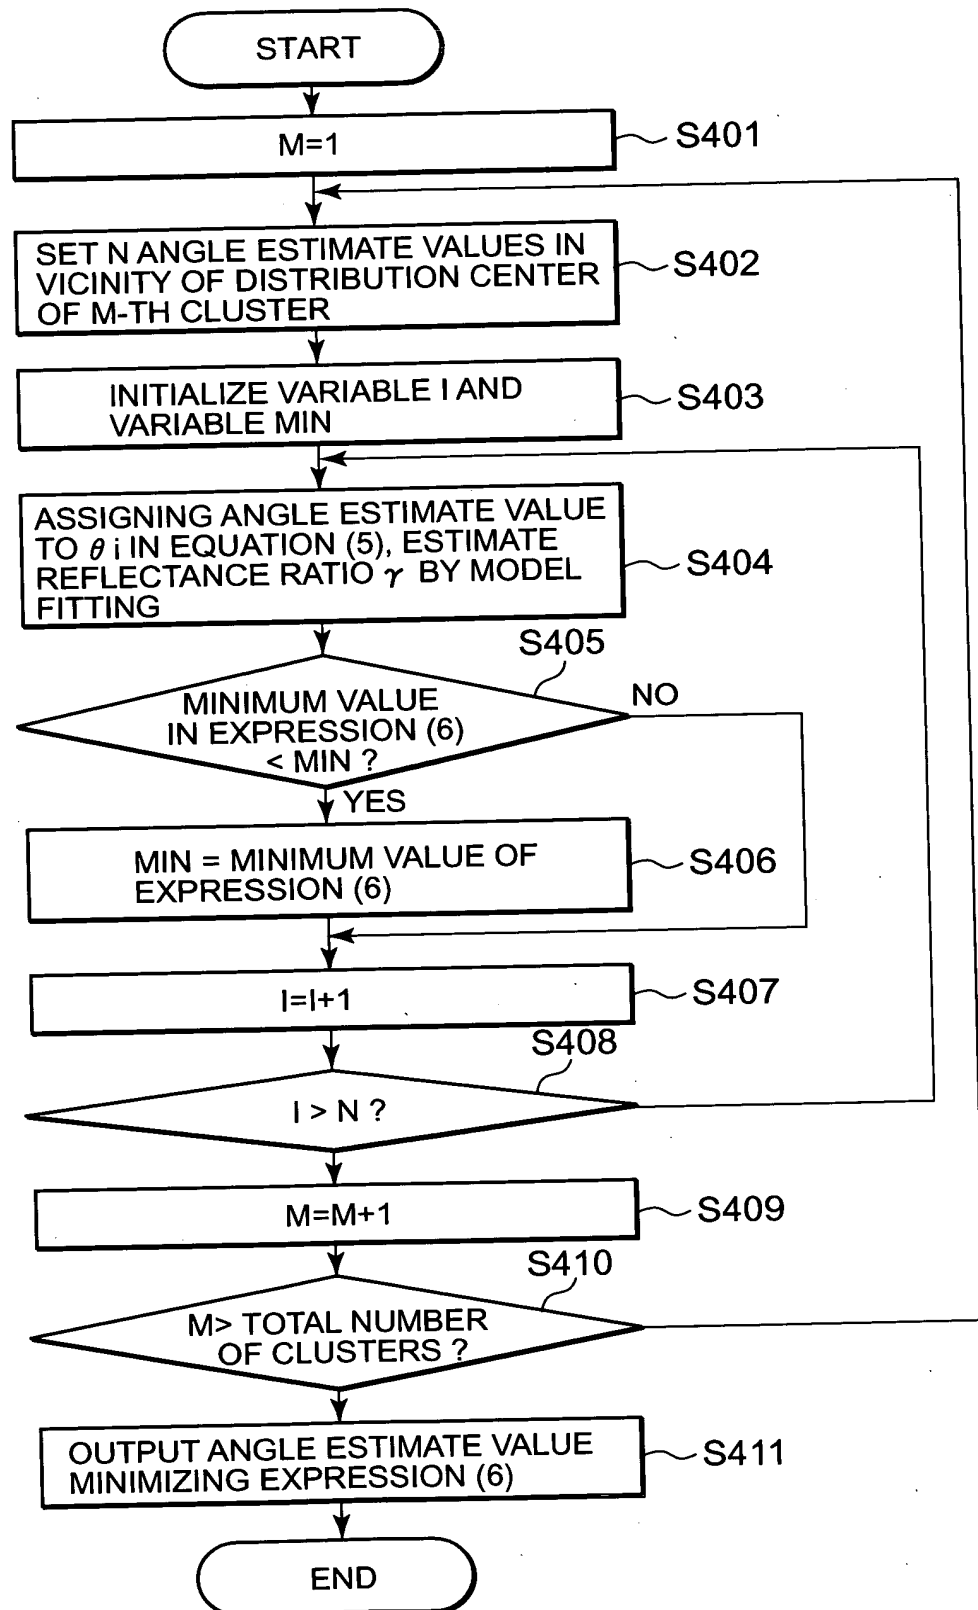 START
M=1
S401
SET N ANGLE ESTIMATE VALUES IN
VICINITY OF DISTRIBUTION CENTER
OF M-TH CLUSTER
S402
INITIALIZE VARIABLE I AND
VARIABLE MIN
S403
ASSIGNING ANGLE ESTIMATE VALUE
TO θ i IN EQUATION (5), ESTIMATE
REFLECTANCE RATIO γ BY MODEL
FITTING
S404
S405
MINIMUM VALUE
IN EXPRESSION (6)
< MIN ?
NO
YES
MIN = MINIMUM VALUE OF
EXPRESSION (6)
S406
I=I+1
S407
S408
I > N ?
M=M+1
S409
S410
M> TOTAL NUMBER
OF CLUSTERS ?
OUTPUT ANGLE ESTIMATE VALUE
MINIMIZING EXPRESSION (6)
S411
END